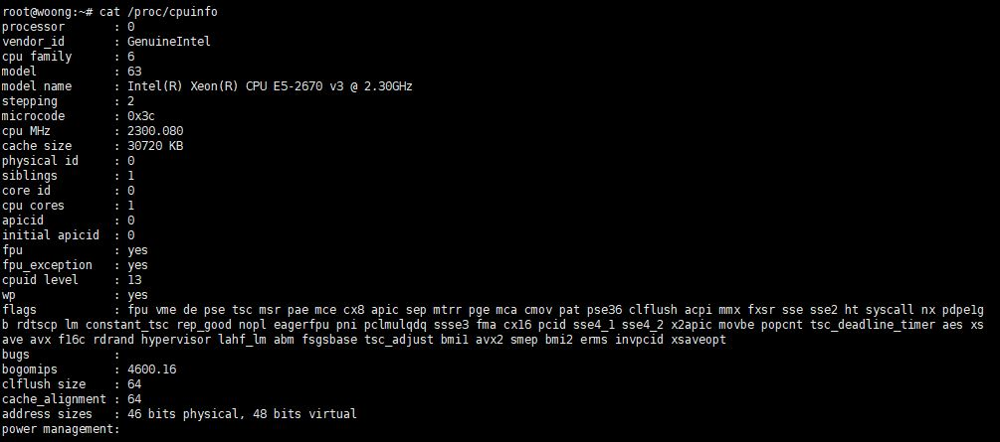 root@woong:~# cat /proc/cpuinfo
processor : 0
vendor_id : GenuineIntel
cpu family : 6
model : 63
model name : Intel(R) Xeon(R) CPU E5-2670 v3 @ 2.30GHz
stepping : 2
microcode : 0x3c
cpu MHz : 2300.080
cache size : 30720 KB
physical id : 0
siblings : 1
core id : 0
cpu cores : 1
apicid : 0
initial apicid : 0
fpu : yes
fpu_exception : yes
cpuid level : 13
wp : yes
flags : fpu vme de pse tsc msr pae mce cx8 apic sep mtrr pge mca cmov pat pse36 clflush acpi mmx fxsr sse sse2 ht syscall nx pdpe1g
b rdtscp lm constant_tsc rep_good nopl eagerfpu pni pclmulqdq ssse3 fma cx16 pcid sse4_1 sse4_2 x2apic movbe popcnt tsc_deadline_timer aes xs
ave avx f16c rdrand hypervisor lahf_lm abm fsgsbase tsc_adjust bmi1 avx2 smep bmi2 erms invpcid xsaveopt
bugs :
bogomips : 4600.16
clflush size : 64
cache_alignment : 64
address sizes : 46 bits physical, 48 bits virtual
power management: